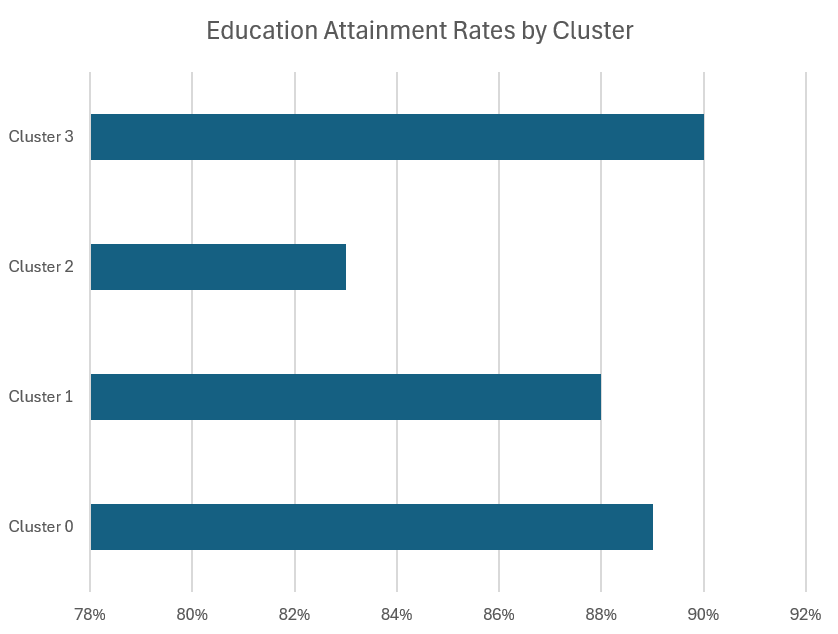 Education Attainment Rates by Cluster
Cluster 3
Cluster 2
Cluster 1
Cluster 0
78% 80% 82% 84% 86% 88% 90% 92%